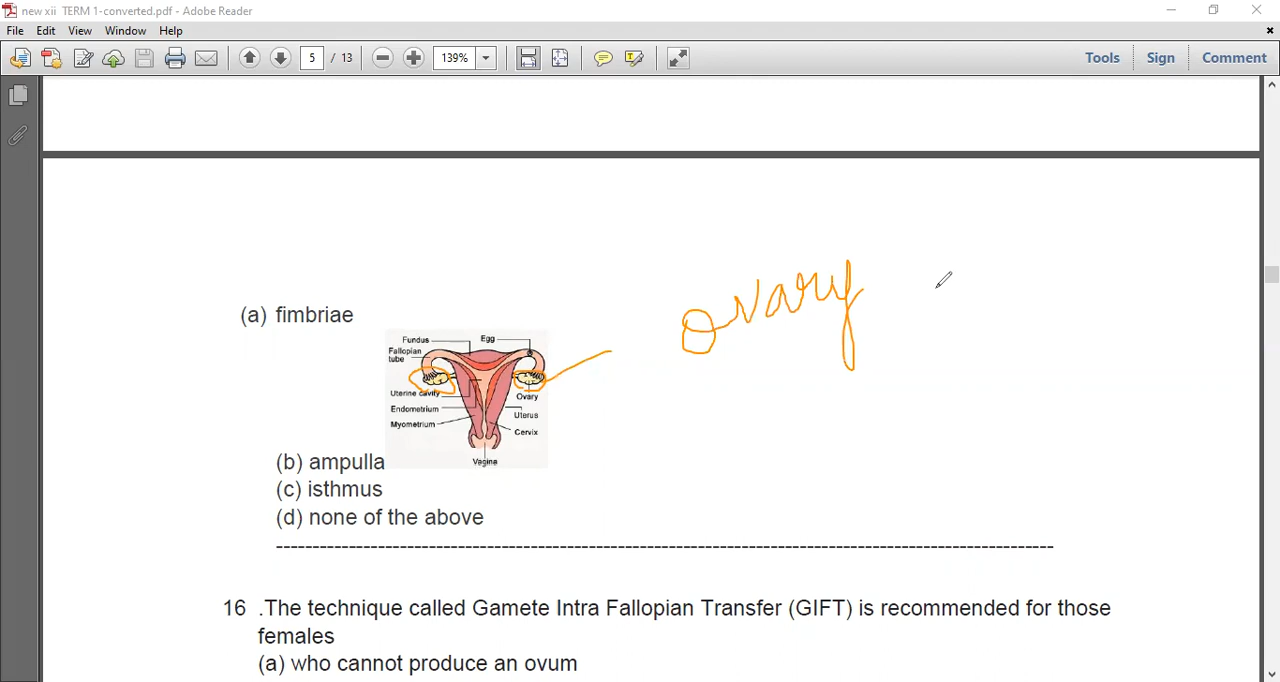 new xii TERM 1-converted.pdf - Adobe Reader
File Edit View Window Help
5 / 13 139% Tools Sign Comment
ovary
(a) fimbriae
Fundus Egg
Fallopian tube
Uterine cavity Ovary
Endometrium Uterus
Myometrium Cervix
Vagina
(b) ampulla
(c) isthmus
(d) none of the above
16 .The technique called Gamete Intra Fallopian Transfer (GIFT) is recommended for those
females
(a) who cannot produce an ovum